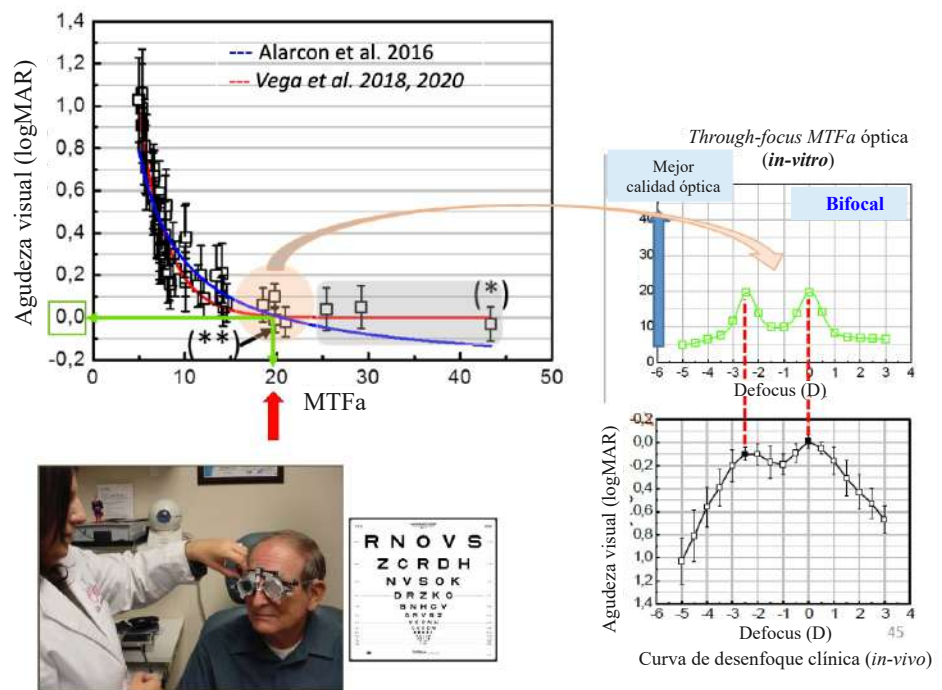 1,4
1,2
1,0
0,8
0,6
0,4
0,2
0,0
-0,2
Agudeza visual (logMAR)
Alarcon et al. 2016
Vega et al. 2018, 2020
(*)
(**)
0 10 20 30 40 50
MTFa
Through-focus MTFa óptica
(in-vitro)
Mejor
calidad óptica
Bifocal
40
30
20
10
0
-6 -5 -4 -3 -2 -1 0 1 2 3 4
Defocus (D)
0,0
0,2
0,4
0,6
0,8
1,0
1,2
1,4
Agudeza visual (logMAR)
-6 -5 -4 -3 -2 -1 0 1 2 3 4
Defocus (D)
45
Curva de desenfoque clínica (in-vivo)
R N O V S
Z C R D H
N V S O K
D R Z K O